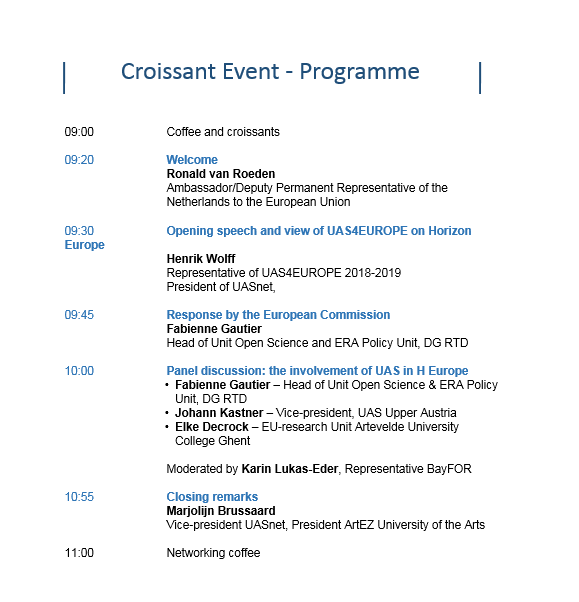 Croissant Event - Programme
09:00 Coffee and croissants
09:20 Welcome
Ronald van Roeden
Ambassador/Deputy Permanent Representative of the
Netherlands to the European Union
09:30 Opening speech and view of UAS4EUROPE on Horizon
Europe
Henrik Wolff
Representative of UAS4EUROPE 2018-2019
President of UASnet,
09:45 Response by the European Commission
Fabienne Gautier
Head of Unit Open Science and ERA Policy Unit, DG RTD
10:00 Panel discussion: the involvement of UAS in H Europe
• Fabienne Gautier – Head of Unit Open Science & ERA Policy
Unit, DG RTD
• Johann Kastner – Vice-president, UAS Upper Austria
• Elke Decrock – EU-research Unit Artevelde University
College Ghent
Moderated by Karin Lukas-Eder, Representative BayFOR
10:55 Closing remarks
Marjolijn Brussaard
Vice-president UASnet, President ArtEZ University of the Arts
11:00 Networking coffee